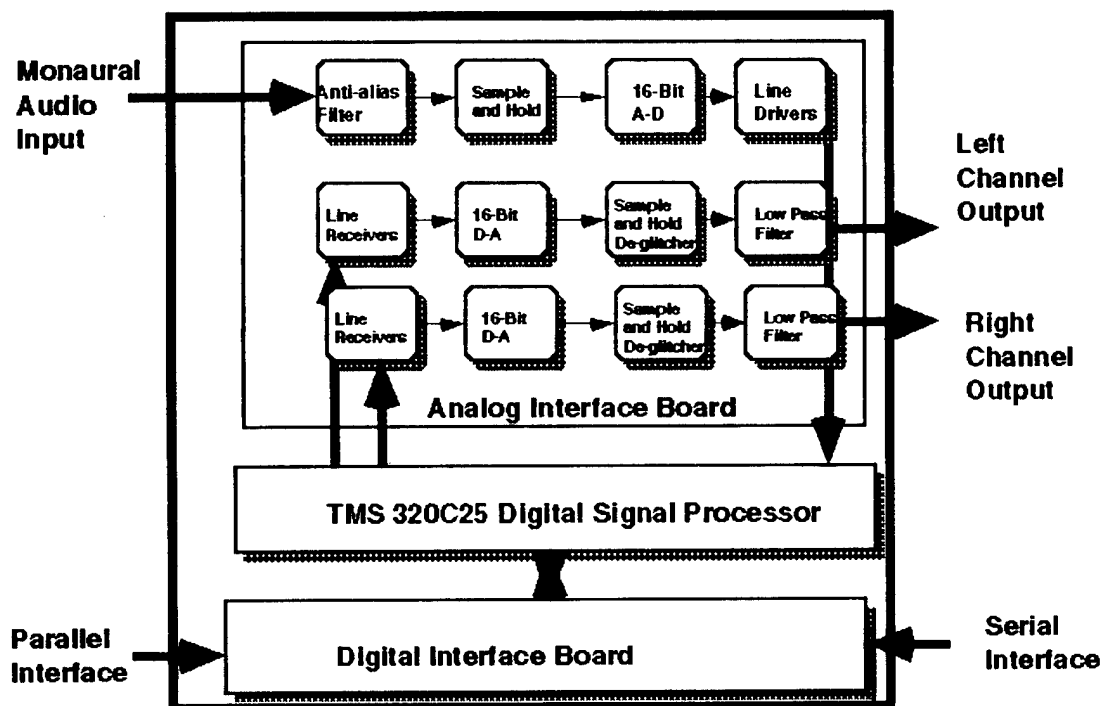 Monaural
Audio
Input
Anti-alias
Filter
Sample
and Hold
16-Bit
A-D
Line
Drivers
Line
Receivers
16-Bit
D-A
Sample
and Hold
De-glitcher
Low Pass
Filter
Left
Channel
Output
Line
Receivers
16-Bit
D-A
Sample
and Hold
De-glitcher
Low Pass
Filter
Right
Channel
Output
Analog Interface Board
TMS 320C25 Digital Signal Processor
Parallel
Interface
Digital Interface Board
Serial
Interface